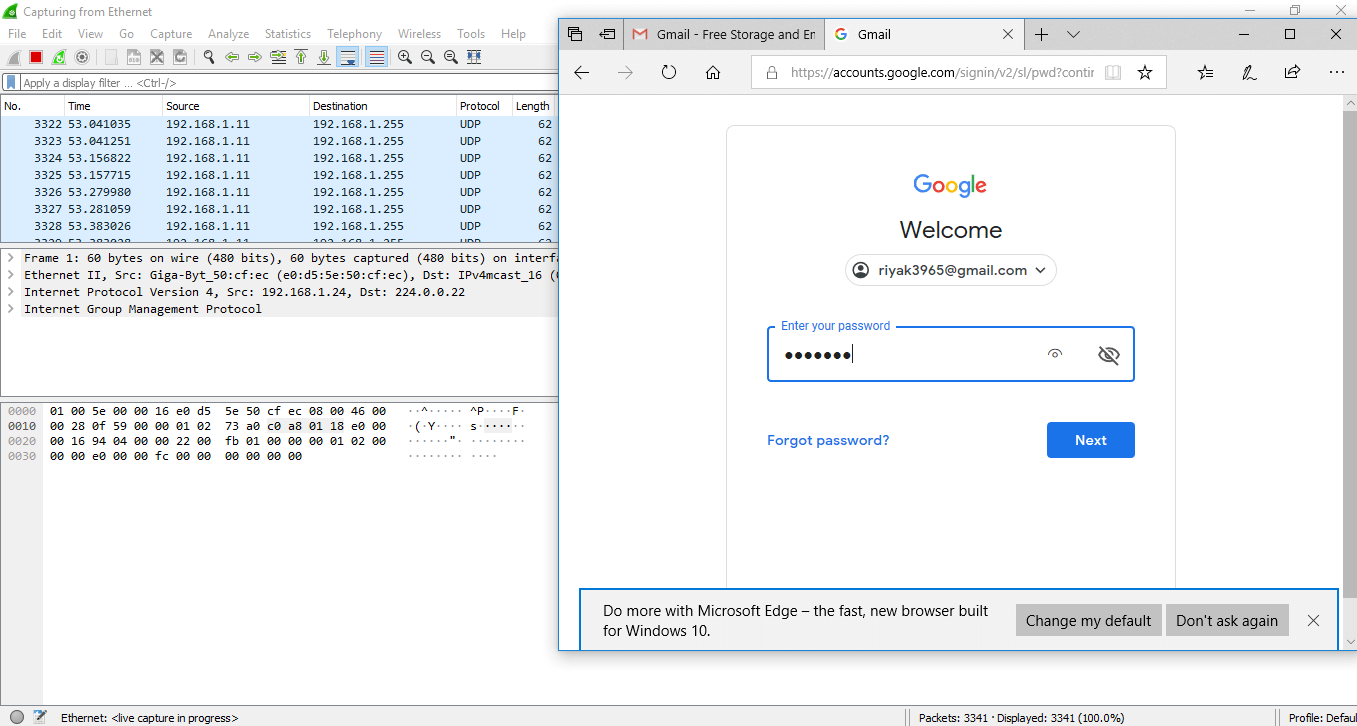 Capturing from Ethernet
File Edit View Go Capture Analyze Statistics Telephony Wireless Tools Help
Apply a display filter ... <Ctrl-/>
No. Time Source Destination Protocol Length
3322 53.041035 192.168.1.11 192.168.1.255 UDP 62
3323 53.041251 192.168.1.11 192.168.1.255 UDP 62
3324 53.156822 192.168.1.11 192.168.1.255 UDP 62
3325 53.157715 192.168.1.11 192.168.1.255 UDP 62
3326 53.279980 192.168.1.11 192.168.1.255 UDP 62
3327 53.281059 192.168.1.11 192.168.1.255 UDP 62
3328 53.383026 192.168.1.11 192.168.1.255 UDP 62
Frame 1: 60 bytes on wire (480 bits), 60 bytes captured (480 bits) on interfa
Ethernet II, Src: Giga-Byt_50:cf:ec (e0:d5:5e:50:cf:ec), Dst: IPv4mcast_16 (
Internet Protocol Version 4, Src: 192.168.1.24, Dst: 224.0.0.22
Internet Group Management Protocol
0000 01 00 5e 00 00 16 e0 d5 5e 50 cf ec 08 00 46 00 ··^····· ^P····F·
0010 00 28 0f 59 00 00 01 02 73 a0 c0 a8 01 18 e0 00 ·(·Y···· s·······
0020 00 16 94 04 00 00 22 00 fb 01 00 00 00 01 02 00 ······"· ········
0030 00 00 e0 00 00 fc 00 00 00 00 00 00 ········ ····
Ethernet: <live capture in progress>
Packets: 3341 · Displayed: 3341 (100.0%)
Profile: Defau
Gmail - Free Storage and En
Gmail
https://accounts.google.com/signin/v2/sl/pwd?contin
Google
Welcome
riyak3965@gmail.com
Enter your password
•••••••
Forgot password?
Next
Do more with Microsoft Edge – the fast, new browser built
for Windows 10.
Change my default
Don't ask again